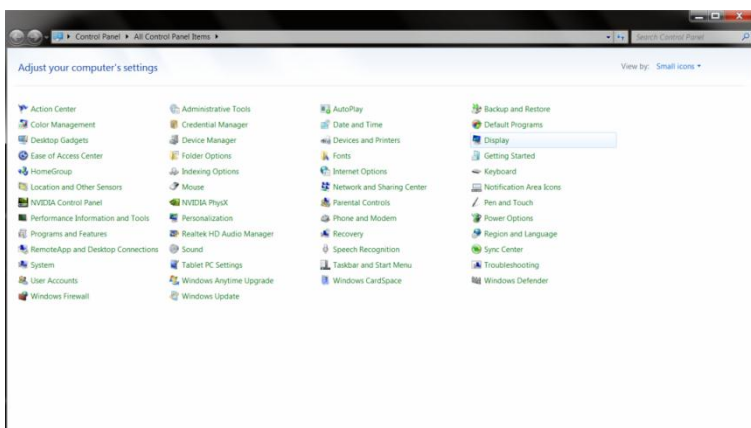 Control Panel ▸ All Control Panel Items ▸ Search Control Panel
Adjust your computer's settings View by: Small icons
Action Center Administrative Tools AutoPlay Backup and Restore
Color Management Credential Manager Date and Time Default Programs
Desktop Gadgets Device Manager Devices and Printers Display
Ease of Access Center Folder Options Fonts Getting Started
HomeGroup Indexing Options Internet Options Keyboard
Location and Other Sensors Mouse Network and Sharing Center Notification Area Icons
NVIDIA Control Panel NVIDIA PhysX Parental Controls Pen and Touch
Performance Information and Tools Personalization Phone and Modem Power Options
Programs and Features Realtek HD Audio Manager Recovery Region and Language
RemoteApp and Desktop Connections Sound Speech Recognition Sync Center
System Tablet PC Settings Taskbar and Start Menu Troubleshooting
User Accounts Windows Anytime Upgrade Windows CardSpace Windows Defender
Windows Firewall Windows Update